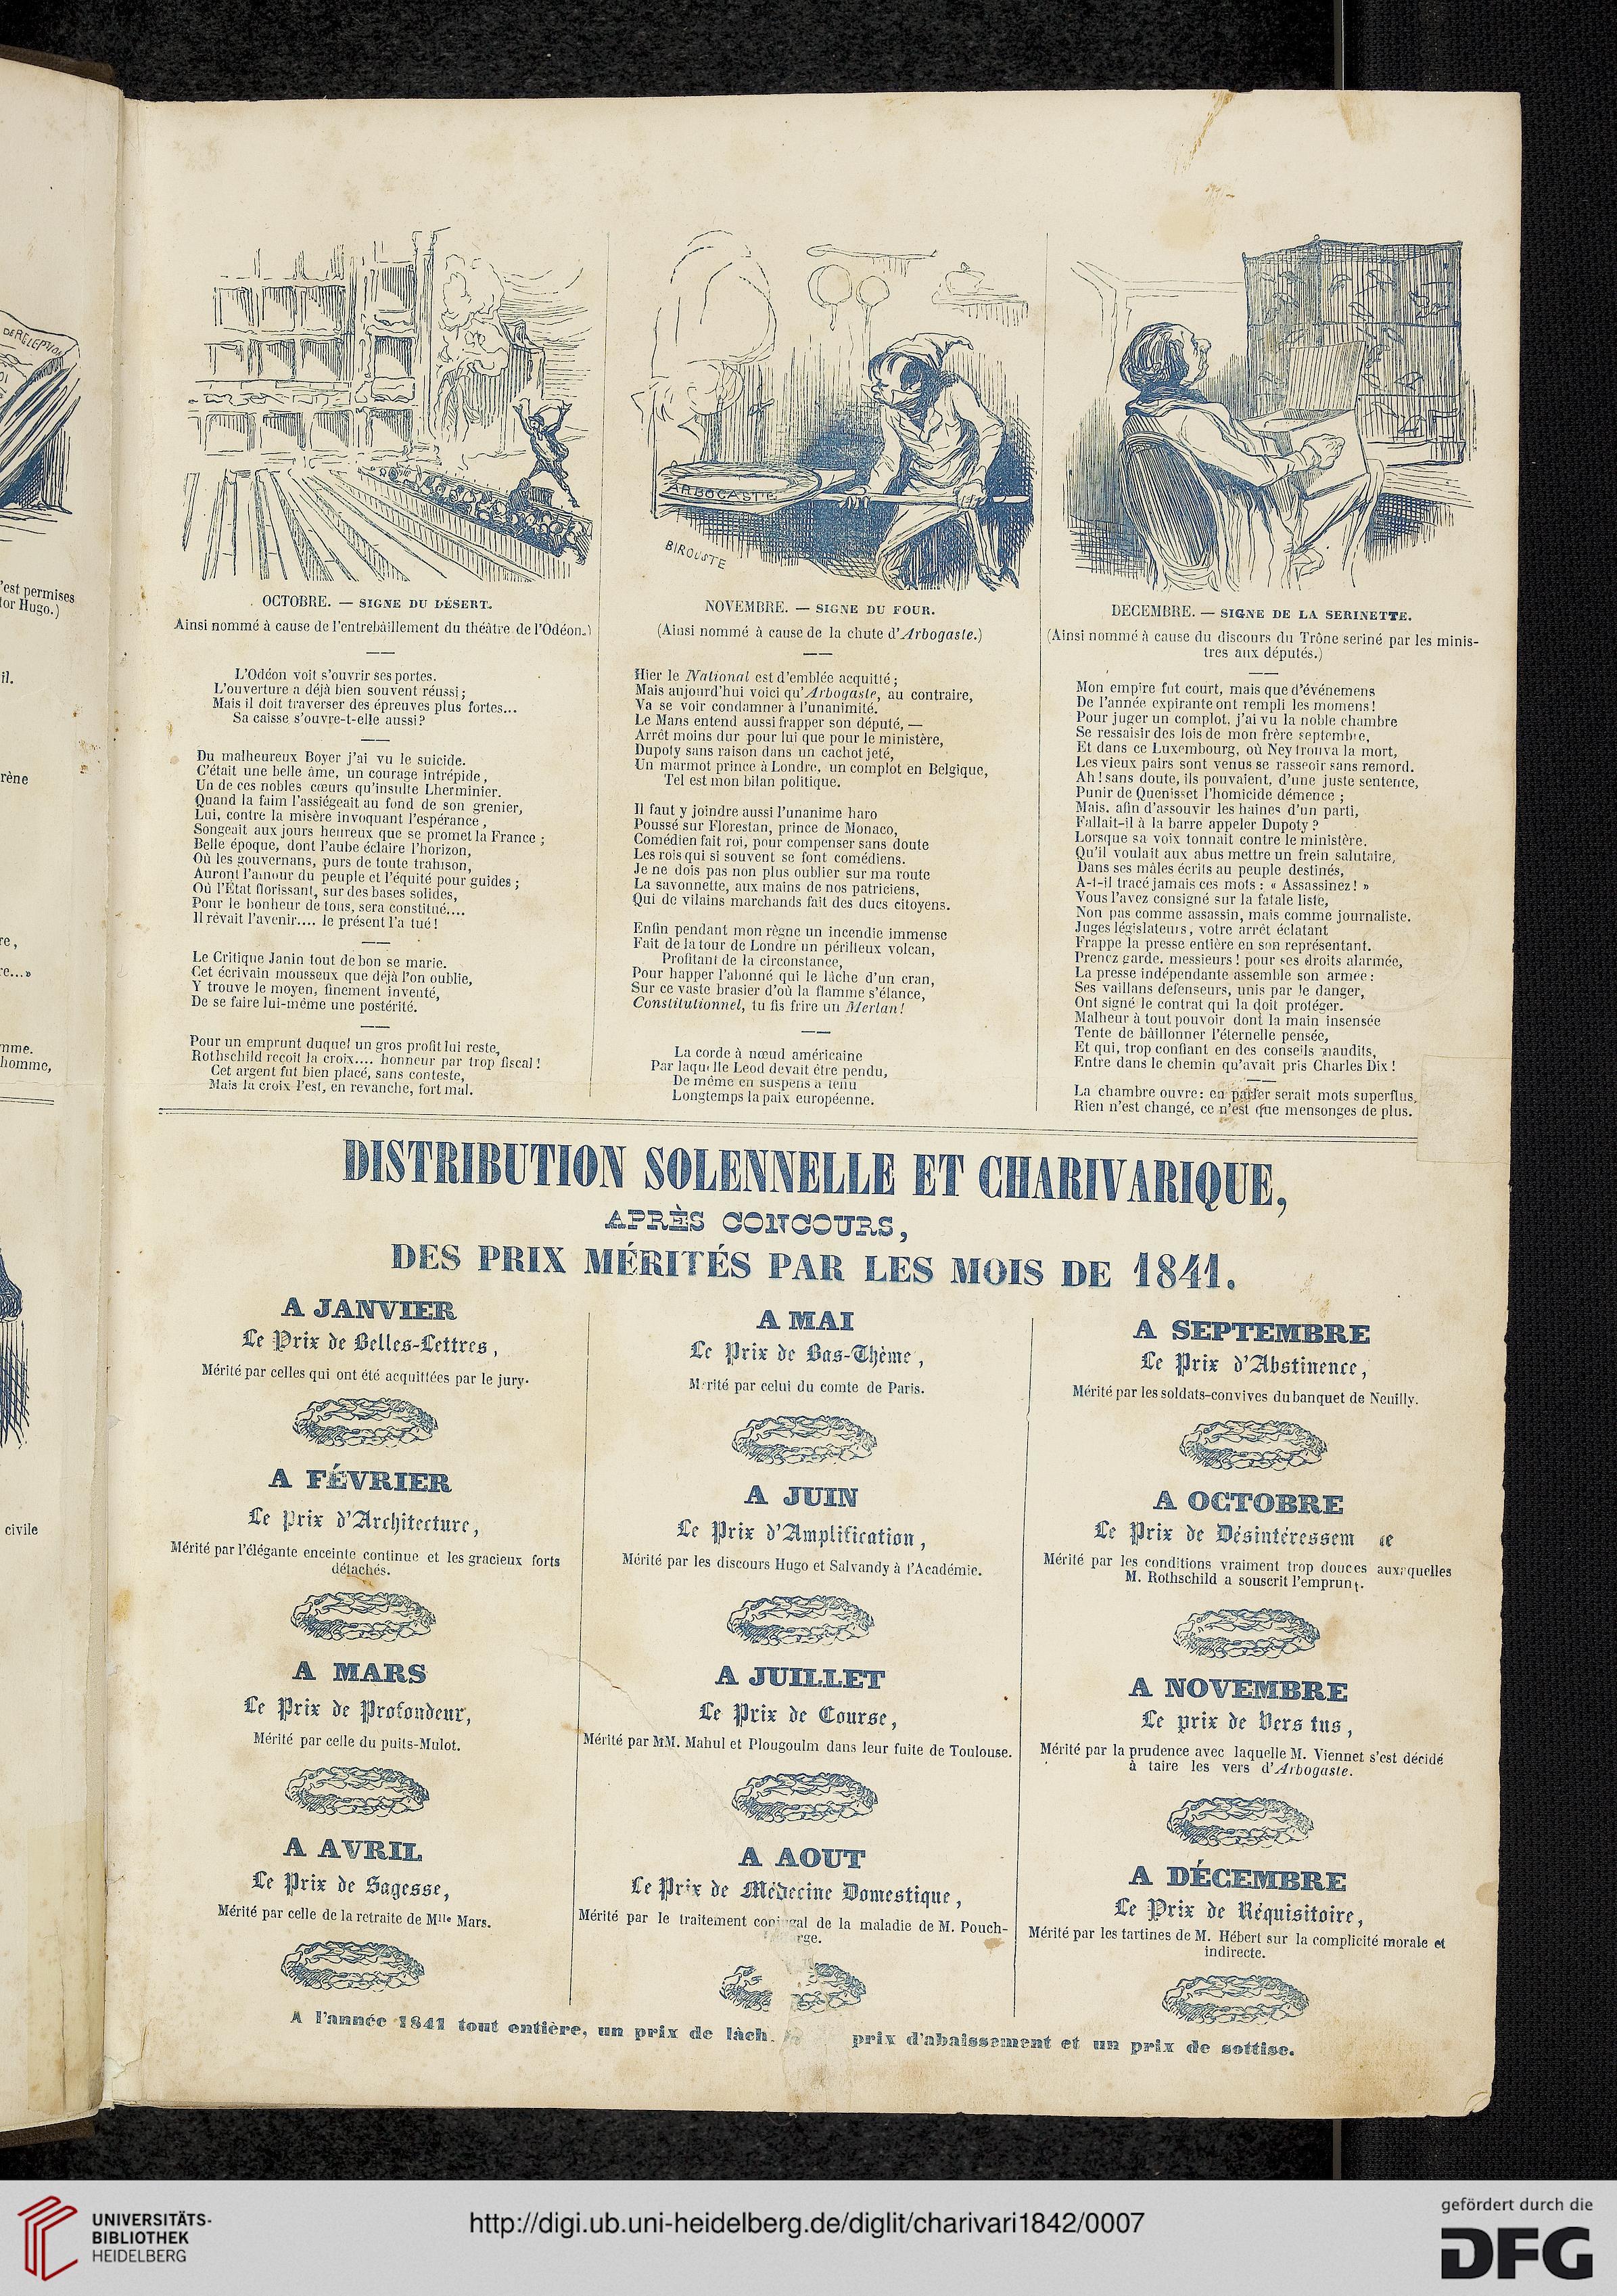 DE RECEPTION
'est permises
tor Hugo.)
il.
rène
re,
re...»
mme.
homme,
civile
OCTOBRE. — SIGNE DU DÉSERT.
Ainsi nommé à cause de l'entrebâillement du théâtre de l'Odéon.)
L'Odéon voit s'ouvrir ses portes.
L'ouverture a déjà bien souvent réussi;
Mais il doit traverser des épreuves plus fortes...
Sa caisse s'ouvre-t-elle aussi?
Du malheureux Boyer j'ai vu le suicide.
C'était une belle âme, un courage intrépide,
Un de ces nobles cœurs qu'insulte Lherminier.
Quand la faim l'assiégeait au fond de son grenier,
Lui, contre la misère invoquant l'espérance,
Songeait aux jours heureux que se promet la France;
Belle époque, dont l'aube éclaire l'horizon,
Où les gouvernans, purs de toute trahison,
Auront l'amour du peuple et l'équité pour guides;
Où l'État florissant, sur des bases solides,
Pour le bonheur de tous, sera constitué....
Il rêvait l'avenir.... le présent l'a tué!
Le Critique Janin tout de bon se marie.
Cet écrivain mousseux que déjà l'on oublie,
Y trouve le moyen, finement inventé,
De se faire lui-même une postérité.
Pour un emprunt duquel un gros profit lui reste,
Rothschild reçoit la croix.... honneur par trop fiscal!
Cet argent fut bien placé, sans conteste,
Mais la croix l'est, en revanche, fort mal.
ARBOGASTE
BIROUSTE
NOVEMBRE. — SIGNE DU FOUR.
(Ainsi nommé à cause de la chute d'Arbogaste.)
Hier le National est d'emblée acquitté;
Mais aujourd'hui voici qu'Arbogaste, au contraire,
Va se voir condamner à l'unanimité.
Le Mans entend aussi frapper son député, —
Arrêt moins dur pour lui que pour le ministère,
Dupoty sans raison dans un cachot jeté,
Un marmot prince à Londre, un complot en Belgique,
Tel est mon bilan politique.
Il faut y joindre aussi l'unanime haro
Poussé sur Florestan, prince de Monaco,
Comédien fait roi, pour compenser sans doute
Les rois qui si souvent se font comédiens.
Je ne dois pas non plus oublier sur ma route
La savonnette, aux mains de nos patriciens,
Qui de vilains marchands fait des ducs citoyens.
Enfin pendant mon règne un incendie immense
Fait de la tour de Londre un périlleux volcan,
Profitant de la circonstance,
Pour happer l'abonné qui le lâche d'un cran,
Sur ce vaste brasier d'où la flamme s'élance,
Constitutionnel, tu fis frire un Merlan!
La corde à nœud américaine
Par laquelle Leod devait être pendu,
De même en suspens a tenu
Longtemps la paix européenne.
DECEMBRE. — SIGNE DE LA SERINETTE.
(Ainsi nommé à cause du discours du Trône seriné par les minis-
tres aux députés.)
Mon empire fut court, mais que d'événemens
De l'année expirante ont rempli les momens!
Pour juger un complot, j'ai vu la noble chambre
Se ressaisir des lois de mon frère septembre,
Et dans ce Luxembourg, où Ney trouva la mort,
Les vieux pairs sont venus se rasseoir sans remord.
Ah! sans doute, ils pouvaient, d'une juste sentence,
Punir de Quenisset l'homicide démence;
Mais, afin d'assouvir les haines d'un parti,
Fallait-il à la barre appeler Dupoty?
Lorsque sa voix tonnait contre le ministère.
Qu'il voulait aux abus mettre un frein salutaire,
Dans ses mâles écrits au peuple destinés,
A-t-il tracé jamais ces mots: « Assassinez! »
Vous l'avez consigné sur la fatale liste,
Non pas comme assassin, mais comme journaliste.
Juges législateurs, votre arrêt éclatant
Frappe la presse entière en son représentant.
Prenez garde, messieurs! pour ses droits alarmée,
La presse indépendante assemble son armée:
Ses vaillans défenseurs, unis par le danger,
Ont signé le contrat qui la doit protéger.
Malheur à tout pouvoir dont la main insensée
Tente de bâillonner l'éternelle pensée,
Et qui, trop confiant en des conseils maudits,
Entre dans le chemin qu'avait pris Charles Dix!
La chambre ouvre: en parler serait mots superflus,
Rien n'est changé, ce n'est que mensonges de plus.
DISTRIBUTION SOLENNELLE ET CHARIVARIQUE,
APRÈS CONCOURS,
DES PRIX MÉRITÉS PAR LES MOIS DE 1841.
A JANVIER
Le Prix de Belles-Lettres,
Mérité par celles qui ont été acquittées par le jury.
A FÉVRIER
Le Prix d'Architecture,
Mérité par l'élégante enceinte continue et les gracieux forts
détachés.
A MARS
Le Prix de Profondeur,
Mérité par celle du puits-Mulot.
A AVRIL
Le Prix de Sagesse,
Mérité par celle de la retraite de Mlle Mars.
A MAI
Le Prix de Bas-Thème,
Mérité par celui du comte de Paris.
A JUIN
Le Prix d'Amplification,
Mérité par les discours Hugo et Salvandy à l'Académie.
A JUILLET
Le Prix de Course,
Mérité par MM. Mahul et Plougoulm dans leur fuite de Toulouse.
A AOUT
Le Prix de Médecine Domestique,
Mérité par le traitement conjugal de la maladie de M. Pouch-
A SEPTEMBRE
Le Prix d'Abstinence,
Mérité par les soldats-convives du banquet de Neuilly.
A OCTOBRE
Le Prix de Désintéressem
Mérité par les conditions vraiment trop douces auxquelles
M. Rothschild a souscrit l'emprunt.
A NOVEMBRE
Le prix de Vers tus,
Mérité par la prudence avec laquelle M. Viennet s'est décidé
à taire les vers d'Arbogaste.
A DÉCEMBRE
Le Prix de Réquisitoire,
Mérité par les tartines de M. Hébert sur la complicité morale et
indirecte.
A l'année 1841 tout entière, un prix de lâch prix d'abaissement et un prix de sottise.
UNIVERSITÄTS-
BIBLIOTHEK
HEIDELBERG
http://digi.ub.uni-heidelberg.de/diglit/charivari1842/0007
gefördert durch die
DFG